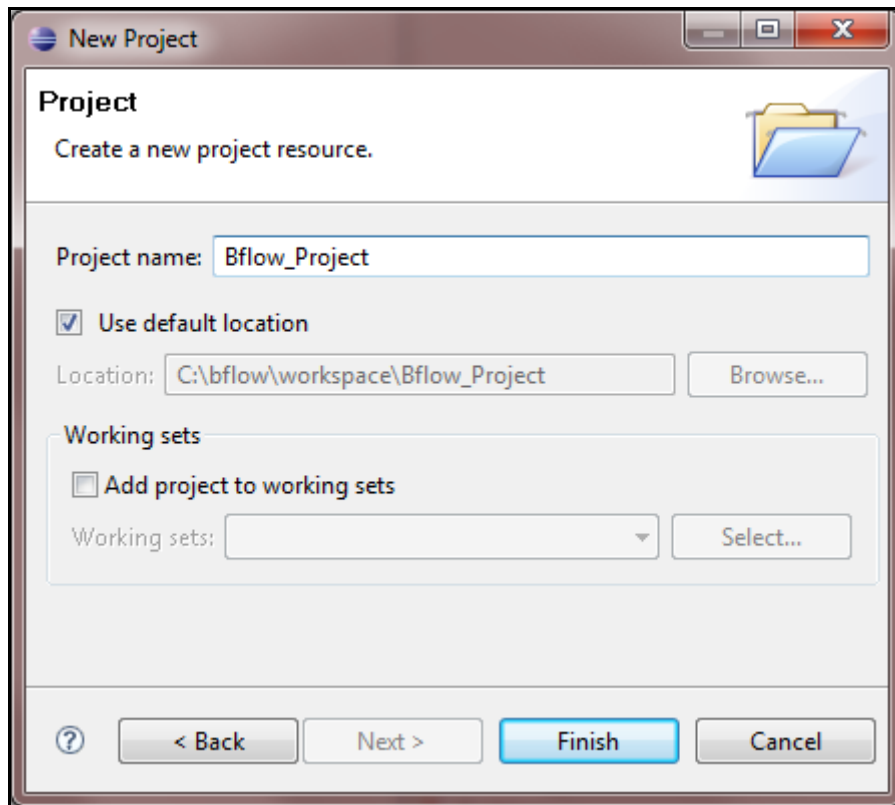 New Project
Project
Create a new project resource.
Project name: Bflow_Project
Use default location
Location: C:\bflow\workspace\Bflow_Project Browse...
Working sets
Add project to working sets
Working sets: Select...
? < Back Next > Finish Cancel